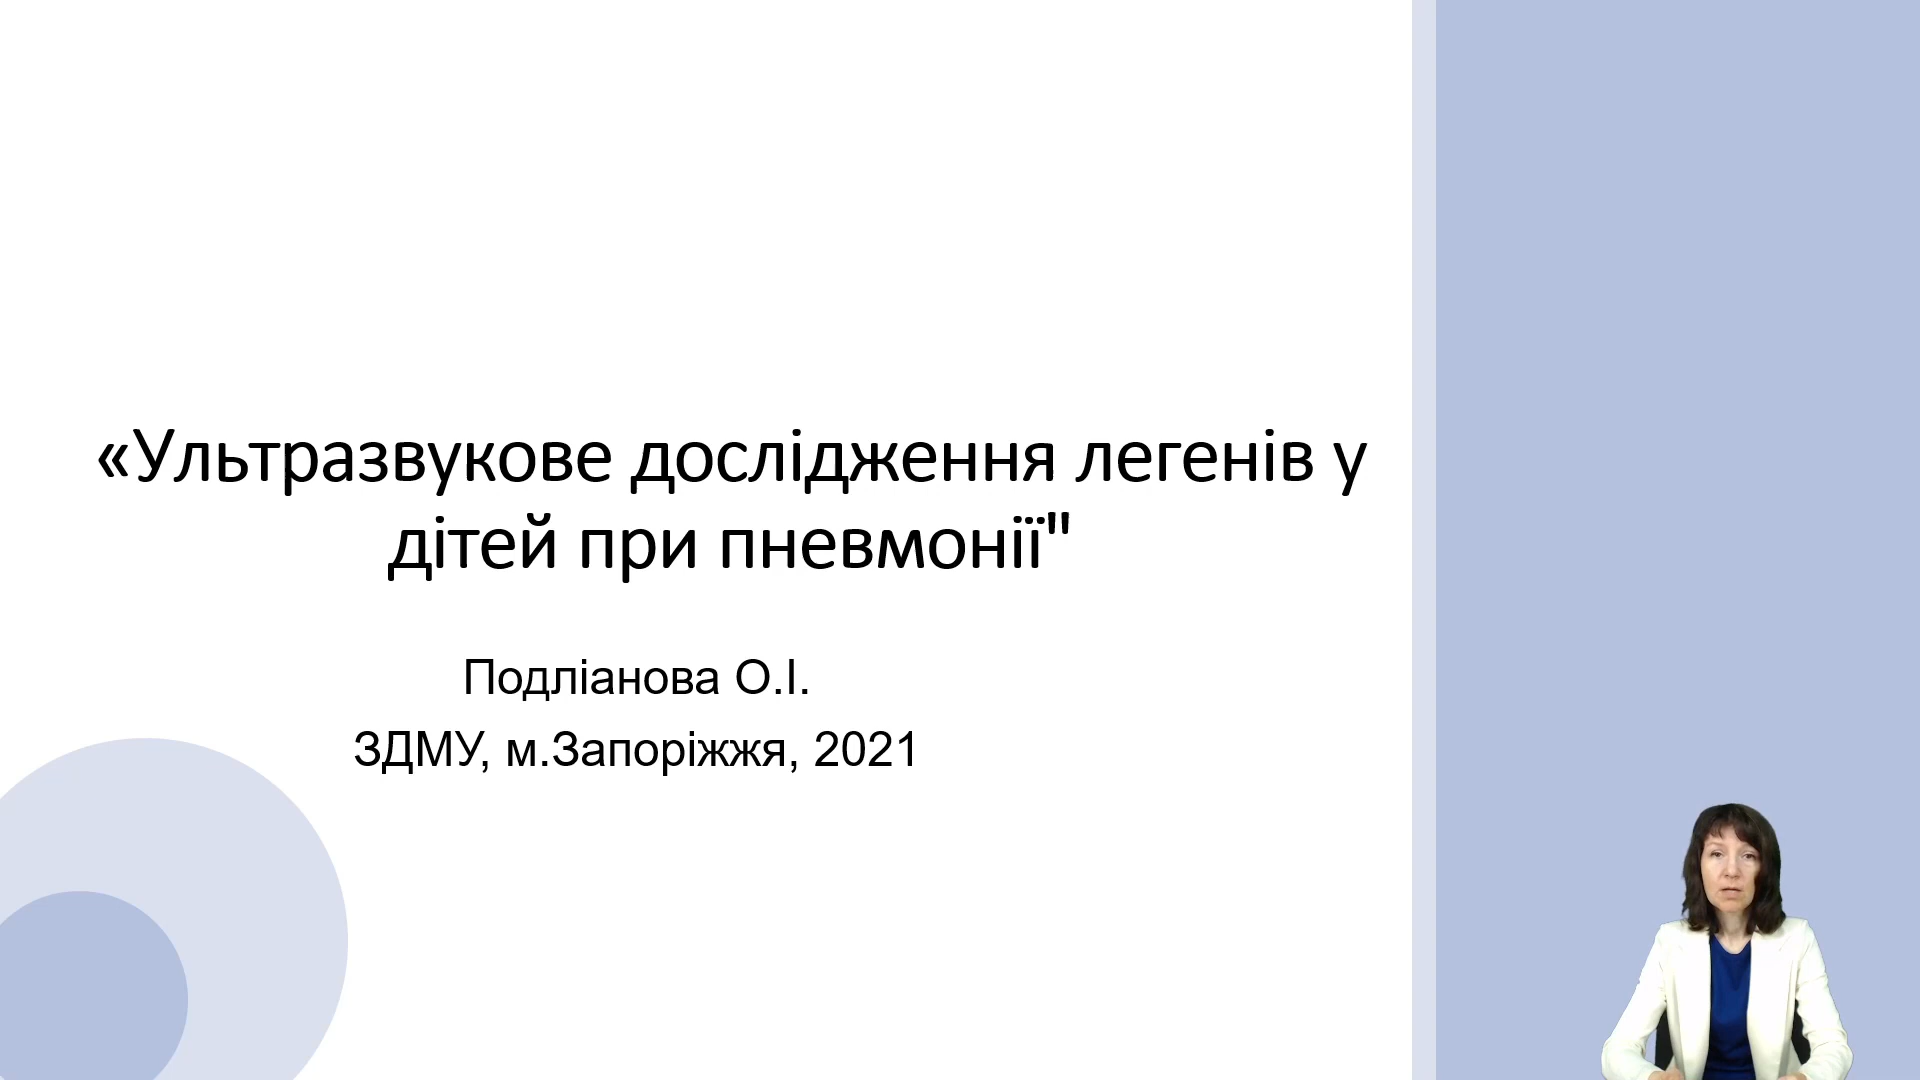 «Ультразвукове дослідження легенів у
дітей при пневмонії"
Подліанова О.І.
ЗДМУ, м.Запоріжжя, 2021